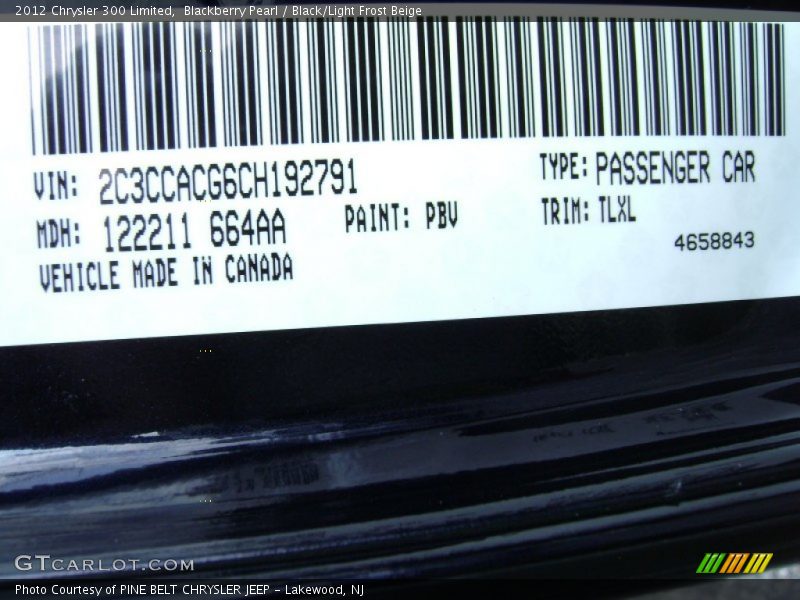 2012 Chrysler 300 Limited,  Blackberry Pearl / Black/Light Frost Beige
VIN: 2C3CCACG6CH192791 TYPE: PASSENGER CAR
MDH: 122211 664AA PAINT: PBV TRIM: TLXL
VEHICLE MADE IN CANADA 4658843
GTCARLOT.COM
Photo Courtesy of PINE BELT CHRYSLER JEEP - Lakewood, NJ